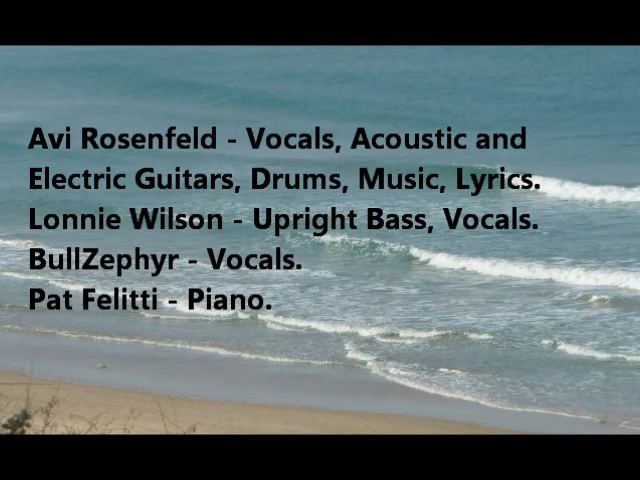 Avi Rosenfeld - Vocals, Acoustic and
Electric Guitars, Drums, Music, Lyrics.
Lonnie Wilson - Upright Bass, Vocals.
BullZephyr - Vocals.
Pat Felitti - Piano.